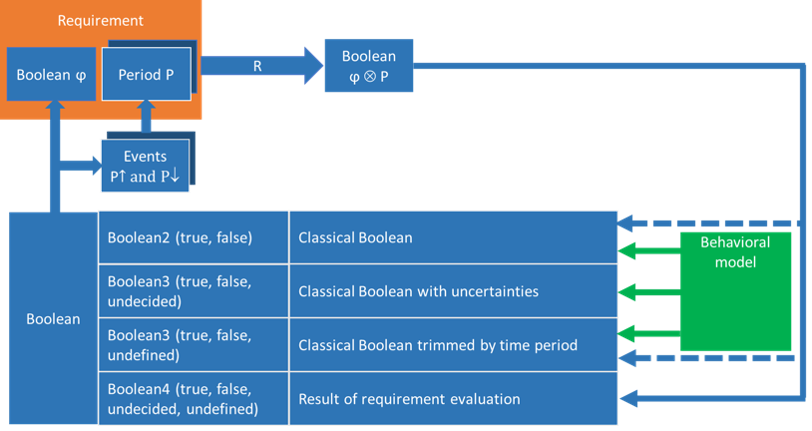 Requirement
Boolean φ
Period P
R
Boolean
φ ⊗ P
Events
P↑ and P↓
Boolean
Boolean2 (true, false)
Classical Boolean
Boolean3 (true, false,
undecided)
Classical Boolean with uncertainties
Boolean3 (true, false,
undefined)
Classical Boolean trimmed by time period
Boolean4 (true, false,
undecided, undefined)
Result of requirement evaluation
Behavioral
model